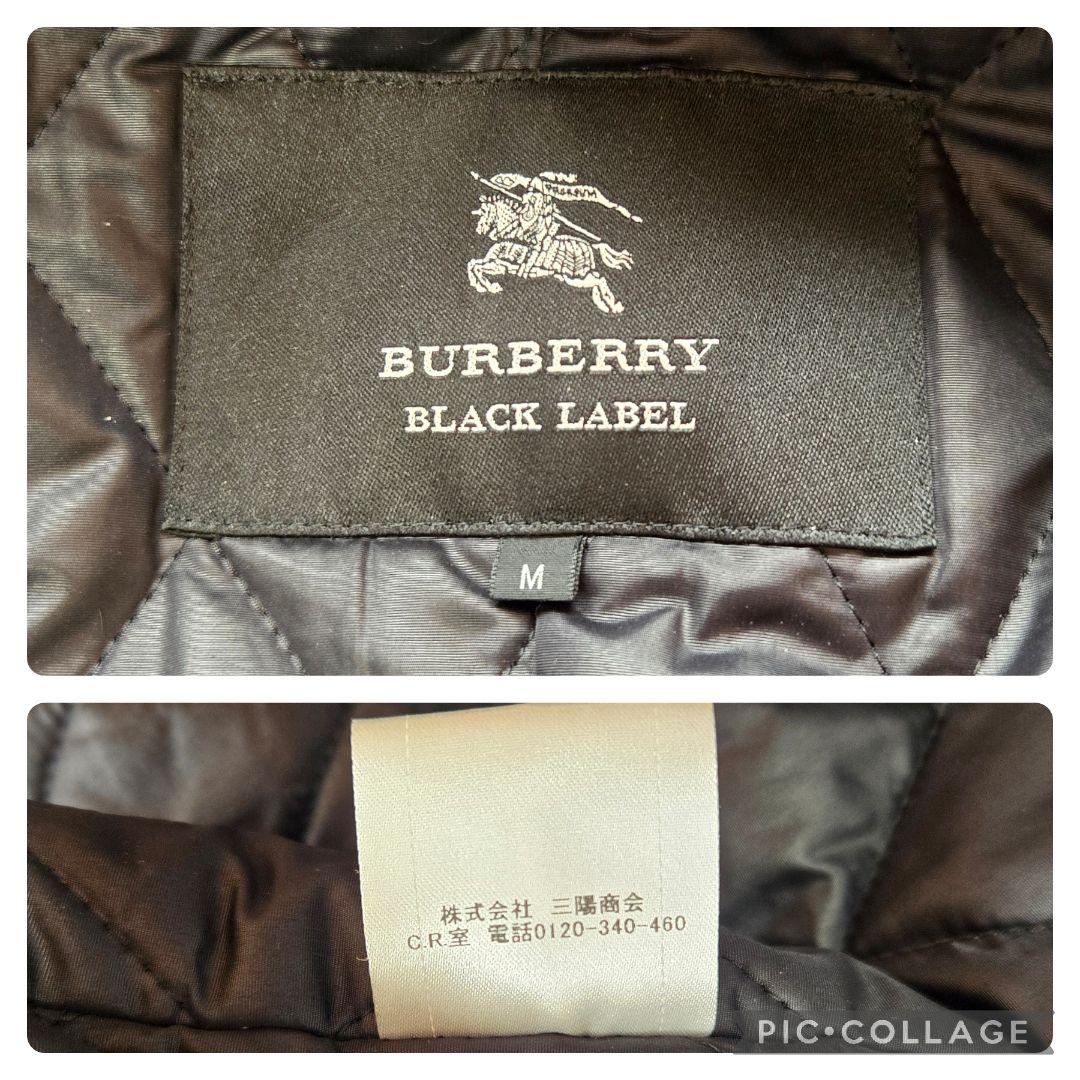 PRORSUM
BURBERRY
BLACK LABEL
M
株式会社 三陽商会
C.R.室 電話0120-340-460
PIC•COLLAGE